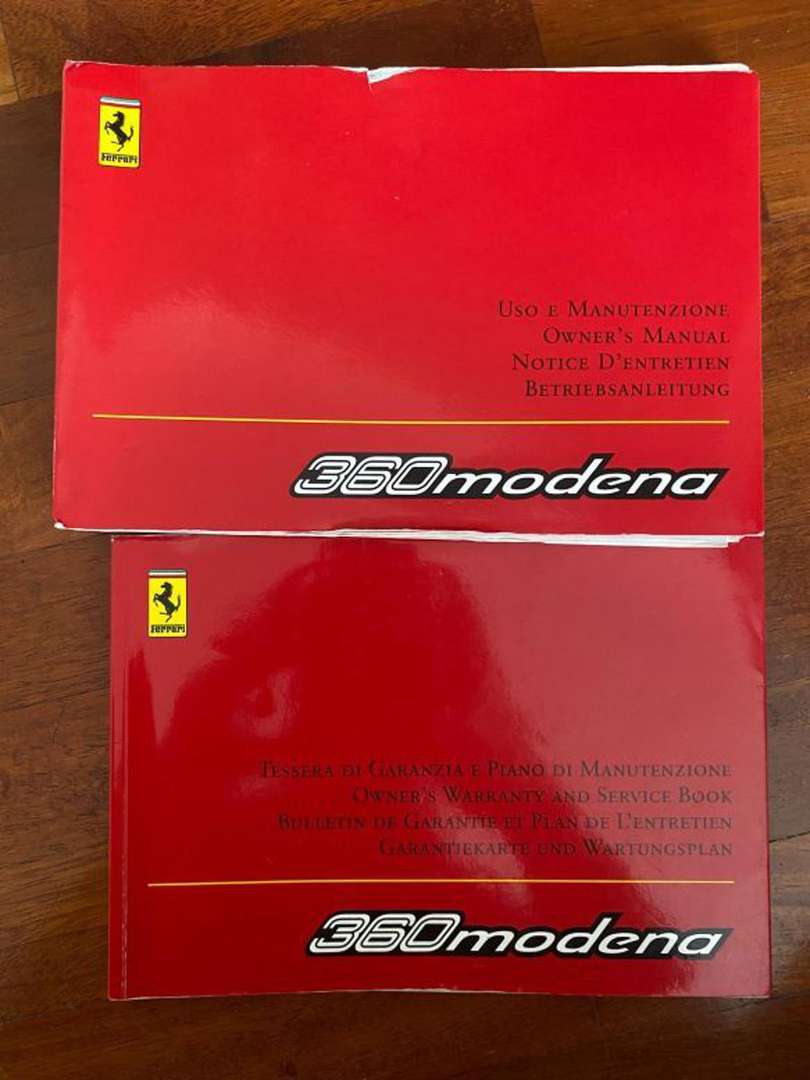 Ferrari
Uso e Manutenzione
Owner's Manual
Notice D'entretien
Betriebsanleitung
360modena
Ferrari
Tessera di Garanzia e Piano di Manutenzione
Owner's Warranty and Service Book
Bulletin de Garantie et Plan de L'entretien
Garantiekarte und Wartungsplan
360modena